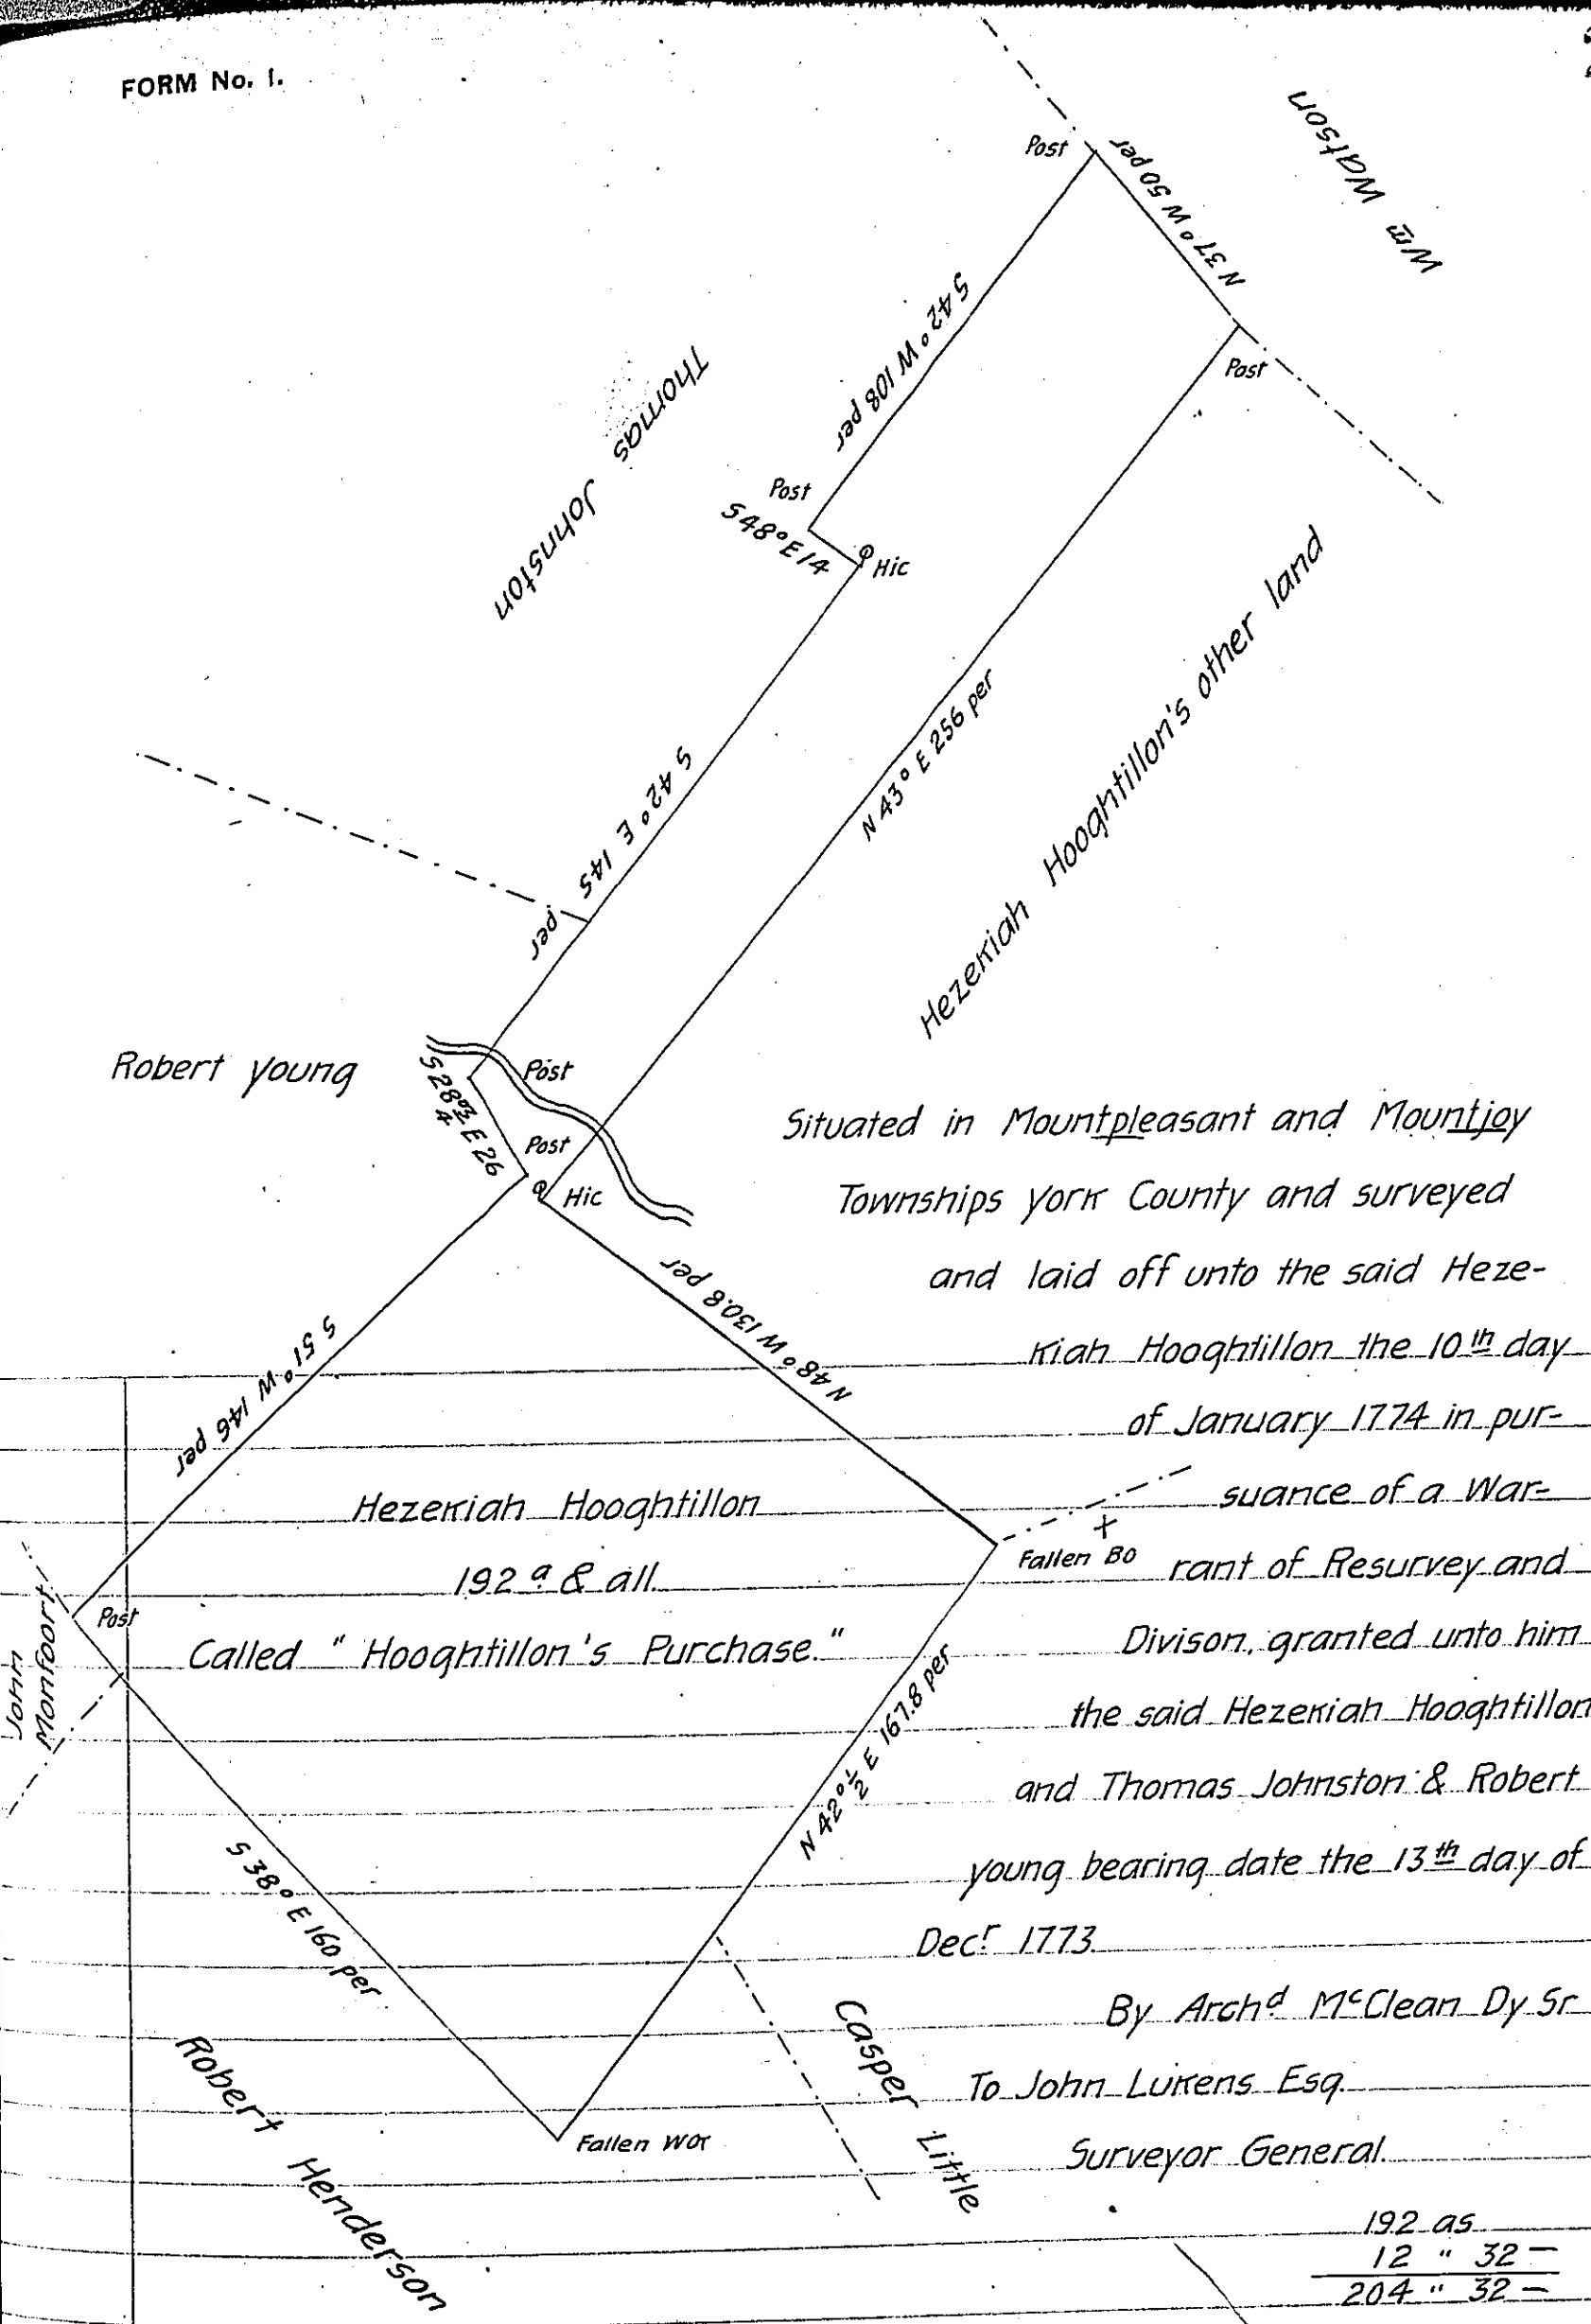 FORM No. 1.
Post
N 37° W 50 per
Wm Watson
S 42° W 108 per
Post
Thomas Johnston
Post
S 48° E 14
Hic
S 42° E 145 per
N 43° E 256 per
Hezekiah Hooghtillon's other land
Robert Young
S 28°¾ E 26
Post
Post
Hic
Situated in Mountpleasant and Mountjoy
Townships York County and surveyed
and laid off unto the said Heze-
kiah Hooghtillon the 10th day
of January 1774 in pur-
suance of a War-
rant of Resurvey and
Divison, granted unto him
the said Hezekiah Hooghtillon
and Thomas Johnston & Robert
Young bearing date the 13th day of
Decr 1773
By Archd McClean Dy Sr
To John Lukens Esq.
Surveyor General.
N 48° W 130.8 per
S 51° W 146 per
Hezekiah Hooghtillon
192 a & all
Called "Hooghtillon's Purchase."
Fallen BO
Post
John Monfoort
N 42°½ E 167.8 per
S 38° E 160 per
Casper Little
Fallen WOr
Robert Henderson
192 as
12 " 32 –
204 " 32 –